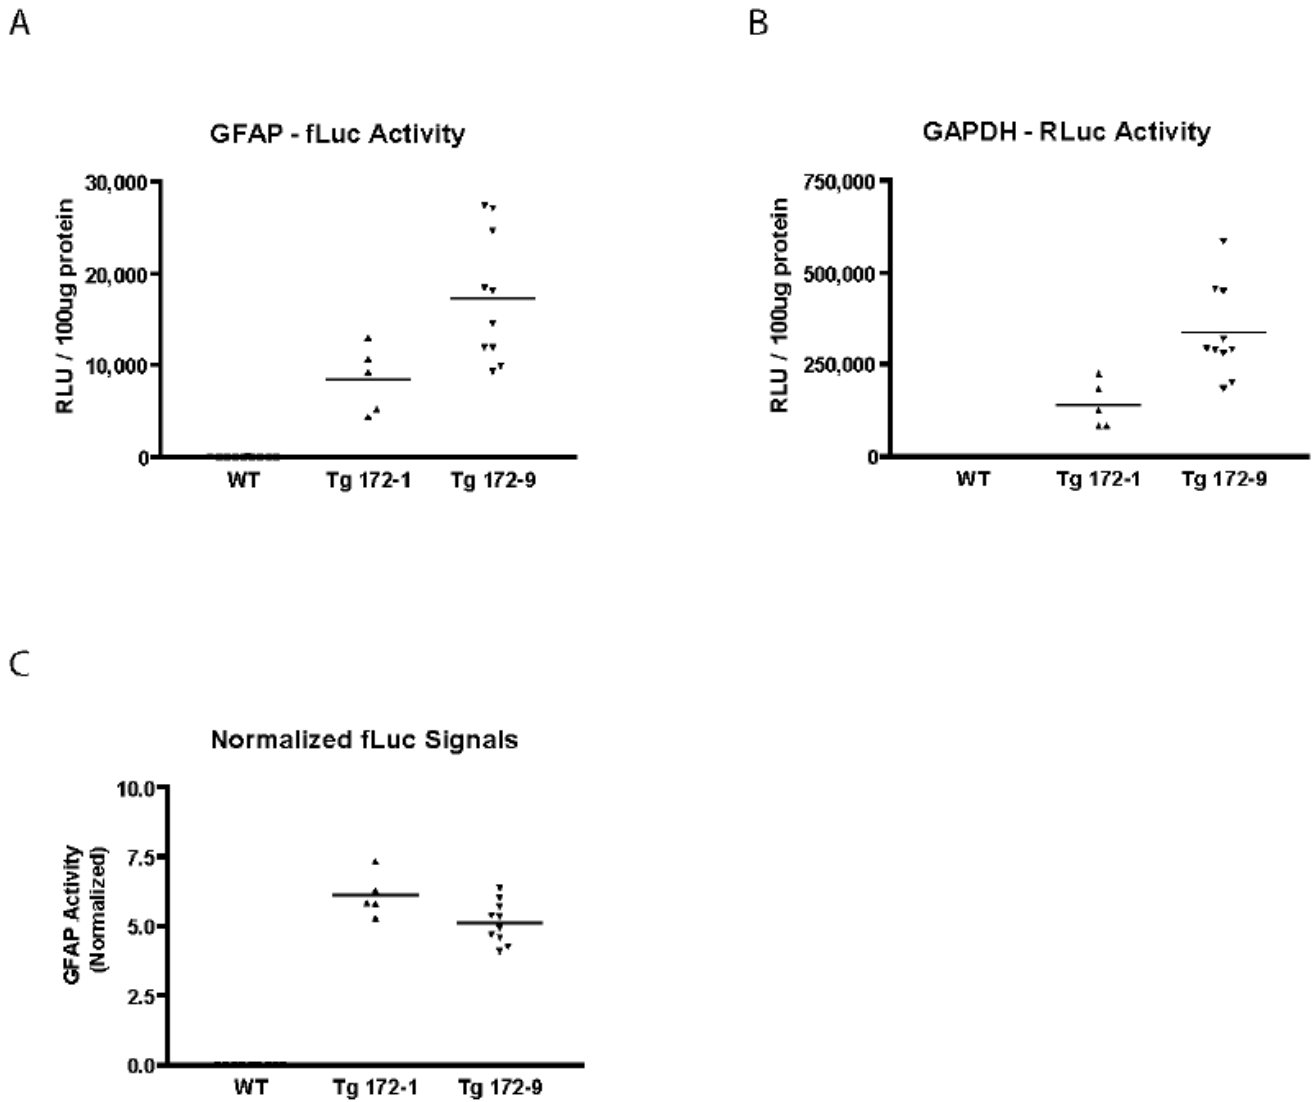 A
B
GFAP - fLuc Activity
30,000
20,000
10,000
0
RLU / 100ug protein
WT
Tg 172-1
Tg 172-9
GAPDH - RLuc Activity
750,000
500,000
250,000
0
RLU / 100ug protein
WT
Tg 172-1
Tg 172-9
C
Normalized fLuc Signals
10.0
7.5
5.0
2.5
0.0
GFAP Activity
(Normalized)
WT
Tg 172-1
Tg 172-9